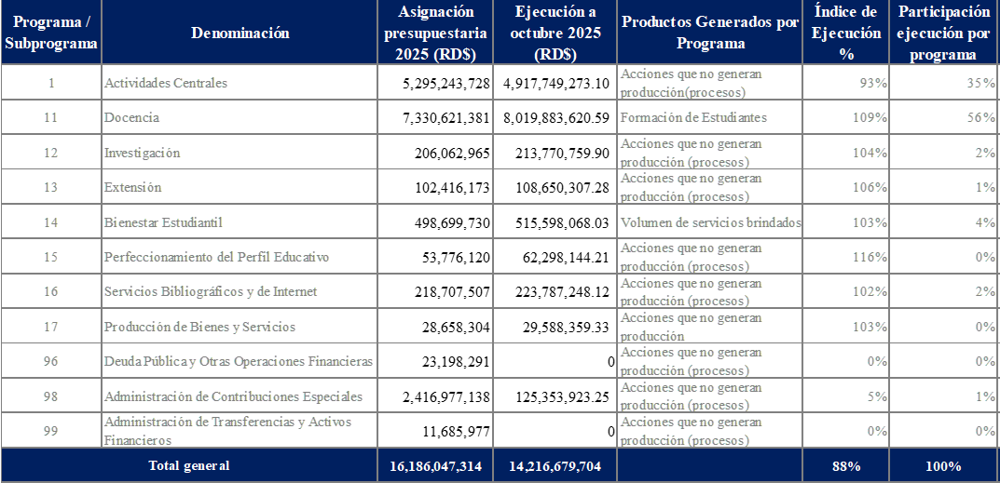 Programa / Subprograma | Denominación | Asignación presupuestaria 2025 (RD$) | Ejecución a octubre 2025 (RD$) | Productos Generados por Programa | Índice de Ejecución % | Participación ejecución por programa
1 | Actividades Centrales | 5,295,243,728 | 4,917,749,273.10 | Acciones que no generan producción(procesos) | 93% | 35%
11 | Docencia | 7,330,621,381 | 8,019,883,620.59 | Formación de Estudiantes | 109% | 56%
12 | Investigación | 206,062,965 | 213,770,759.90 | Acciones que no generan producción (procesos) | 104% | 2%
13 | Extensión | 102,416,173 | 108,650,307.28 | Acciones que no generan producción (procesos) | 106% | 1%
14 | Bienestar Estudiantil | 498,699,730 | 515,598,068.03 | Volumen de servicios brindados | 103% | 4%
15 | Perfeccionamiento del Perfil Educativo | 53,776,120 | 62,298,144.21 | Acciones que no generan producción (procesos) | 116% | 0%
16 | Servicios Bibliográficos y de Internet | 218,707,507 | 223,787,248.12 | Acciones que no generan producción (procesos) | 102% | 2%
17 | Producción de Bienes y Servicios | 28,658,304 | 29,588,359.33 | Acciones que no generan producción | 103% | 0%
96 | Deuda Pública y Otras Operaciones Financieras | 23,198,291 | 0 | Acciones que no generan producción (procesos) | 0% | 0%
98 | Administración de Contribuciones Especiales | 2,416,977,138 | 125,353,923.25 | Acciones que no generan producción (procesos) | 5% | 1%
99 | Administración de Transferencias y Activos Financieros | 11,685,977 | 0 | Acciones que no generan producción (procesos) | 0% | 0%
Total general | 16,186,047,314 | 14,216,679,704 | 88% | 100%